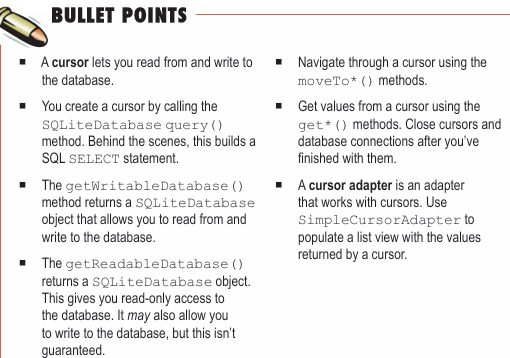 BULLET POINTS
A cursor lets you read from and write to
the database.
You create a cursor by calling the
SQLiteDatabase query()
method. Behind the scenes, this builds a
SQL SELECT statement.
The getWritableDatabase()
method returns a SQLiteDatabase
object that allows you to read from and
write to the database.
The getReadableDatabase()
returns a SQLiteDatabase object.
This gives you read-only access to
the database. It may also allow you
to write to the database, but this isn't
guaranteed.
Navigate through a cursor using the
moveTo*() methods.
Get values from a cursor using the
get*() methods. Close cursors and
database connections after you've
finished with them.
A cursor adapter is an adapter
that works with cursors. Use
SimpleCursorAdapter to
populate a list view with the values
returned by a cursor.